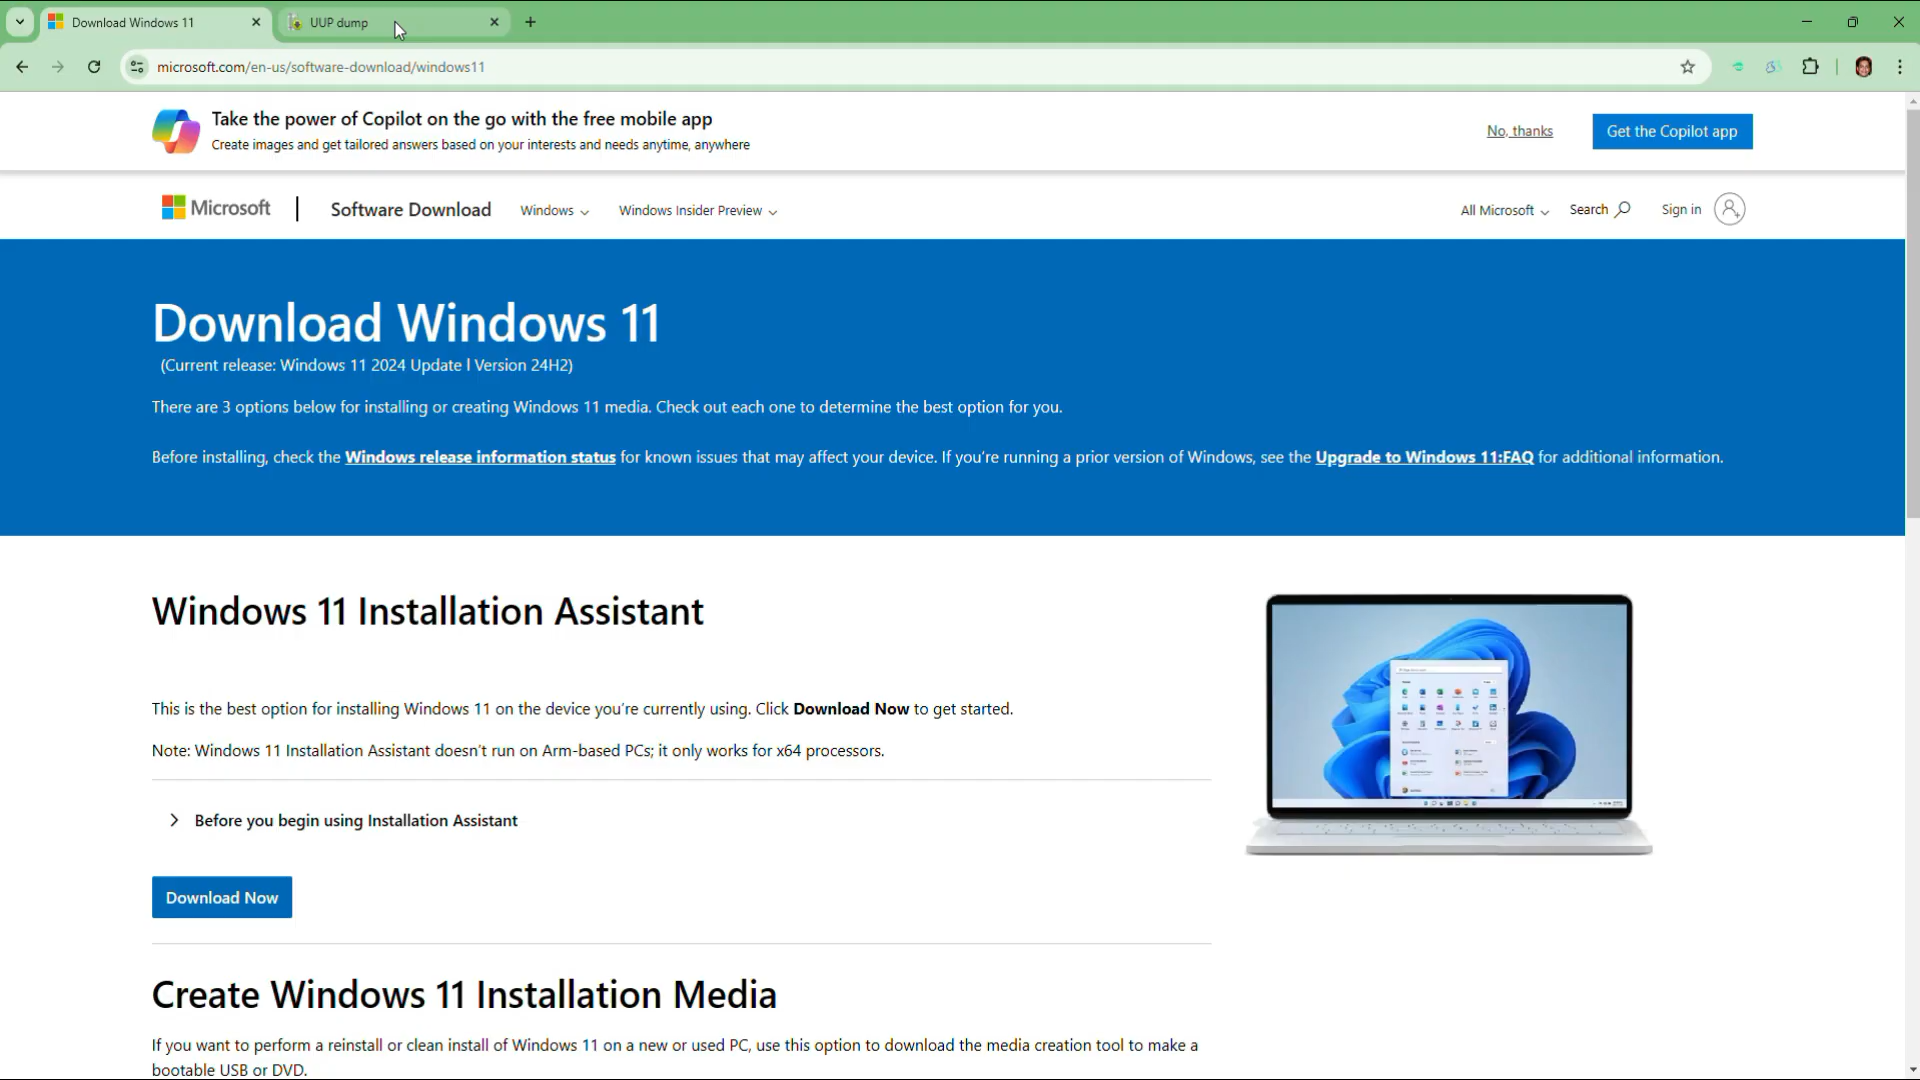 Download Windows 11
UUP dump
microsoft.com/en-us/software-download/windows11
Take the power of Copilot on the go with the free mobile app
Create images and get tailored answers based on your interests and needs anytime, anywhere
No, thanks
Get the Copilot app
Microsoft
Software Download
Windows
Windows Insider Preview
All Microsoft
Search
Sign in
Download Windows 11
(Current release: Windows 11 2024 Update l Version 24H2)
There are 3 options below for installing or creating Windows 11 media. Check out each one to determine the best option for you.
Before installing, check the Windows release information status for known issues that may affect your device. If you're running a prior version of Windows, see the Upgrade to Windows 11:FAQ for additional information.
Windows 11 Installation Assistant
This is the best option for installing Windows 11 on the device you're currently using. Click Download Now to get started.
Note: Windows 11 Installation Assistant doesn't run on Arm-based PCs; it only works for x64 processors.
Before you begin using Installation Assistant
Download Now
Create Windows 11 Installation Media
If you want to perform a reinstall or clean install of Windows 11 on a new or used PC, use this option to download the media creation tool to make a
bootable USB or DVD.